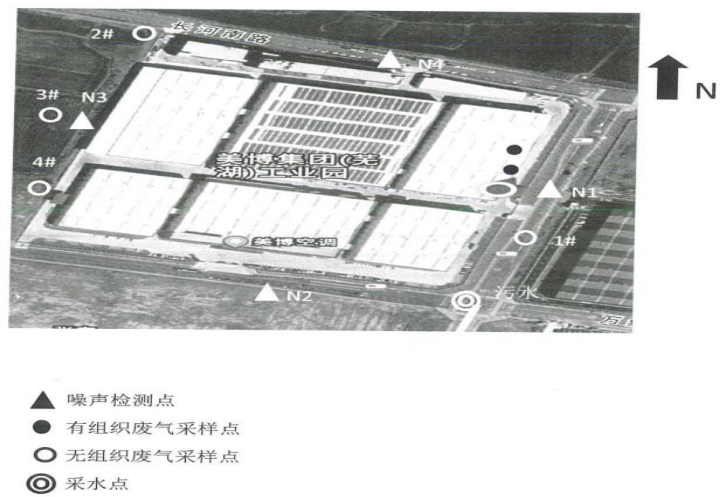 长河南路
2#
N4
N
3#
N3
美博集团(芜
湖)工业园
4#
N1
美博空调
1#
N2
污水
噪声检测点
有组织废气采样点
无组织废气采样点
采水点